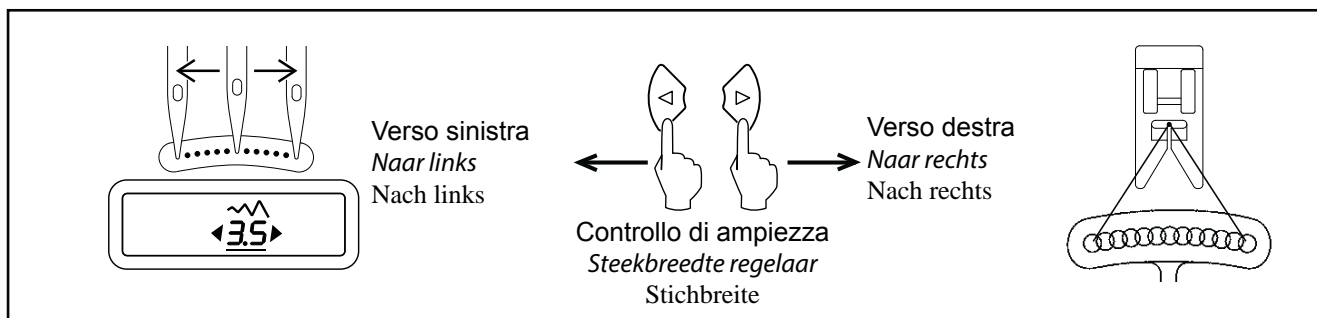 3.5
Verso sinistra
Naar links
Nach links
Controllo di ampiezza
Steekbreedte regelaar
Stichbreite
Verso destra
Naar rechts
Nach rechts